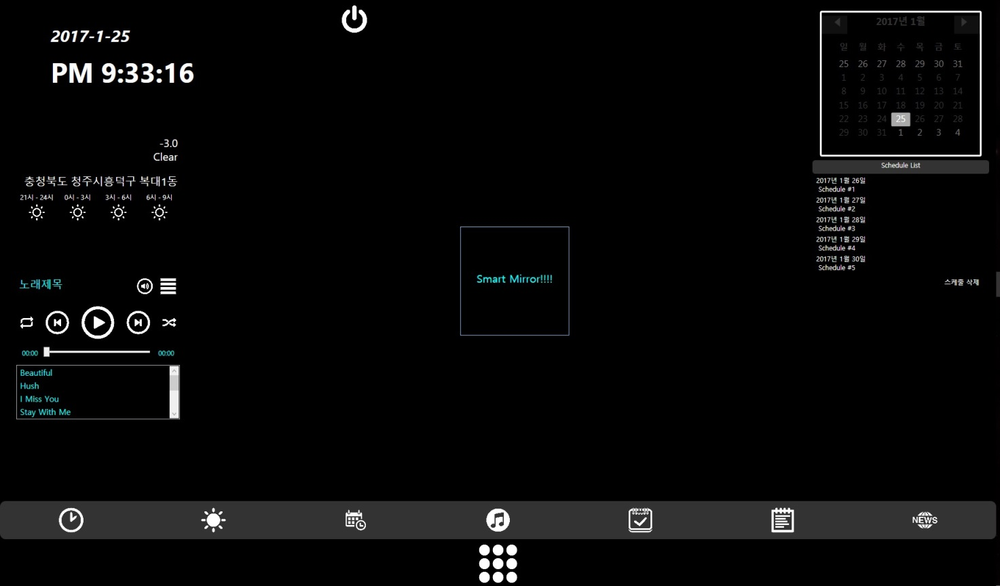 2017-1-25
PM 9:33:16
-3.0
Clear
충청북도 청주시흥덕구 복대1동
21시 - 24시 0시 - 3시 3시 - 6시 6시 - 9시
노래제목
00:00 00:00
Beautiful
Hush
I Miss You
Stay With Me
Smart Mirror!!!!
2017년 1월
일 월 화 수 목 금 토
25 26 27 28 29 30 31
1 2 3 4 5 6 7
8 9 10 11 12 13 14
15 16 17 18 19 20 21
22 23 24 25 26 27 28
29 30 31 1 2 3 4
Schedule List
2017년 1월 26일
Schedule #1
2017년 1월 27일
Schedule #2
2017년 1월 28일
Schedule #3
2017년 1월 29일
Schedule #4
2017년 1월 30일
Schedule #5
스케줄 삭제
NEWS